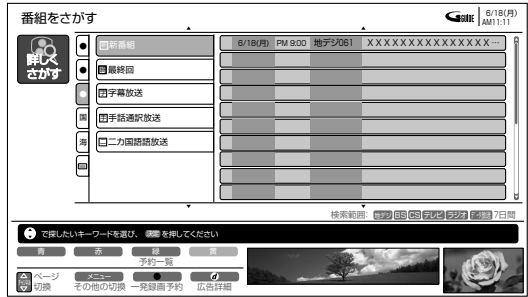 番組をさがす
GGUIDE 6/18(月) AM11:11
詳しくさがす
新番組
最終回
字幕放送
手話通訳放送
二カ国語放送
国
海
6/18(月) PM 9:00 地デジ061 XXXXXXXXXXXXXXX…
検索範囲: 地デジ BS CS テレビ ラジオ データ放送 7日間
で探したいキーワードを選び、 決定 を押してください
青 赤 緑 黄
予約一覧
ページ切換
メニュー
その他の切換 一発録画予約 広告詳細